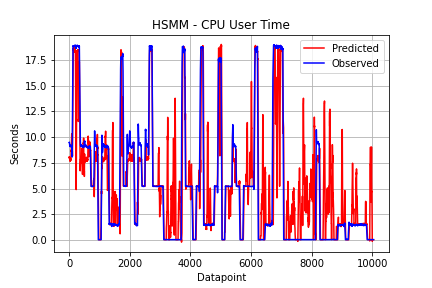 HSMM - CPU User Time
Predicted
Observed
17.5
15.0
12.5
10.0
7.5
5.0
2.5
0.0
Seconds
0 2000 4000 6000 8000 10000
Datapoint